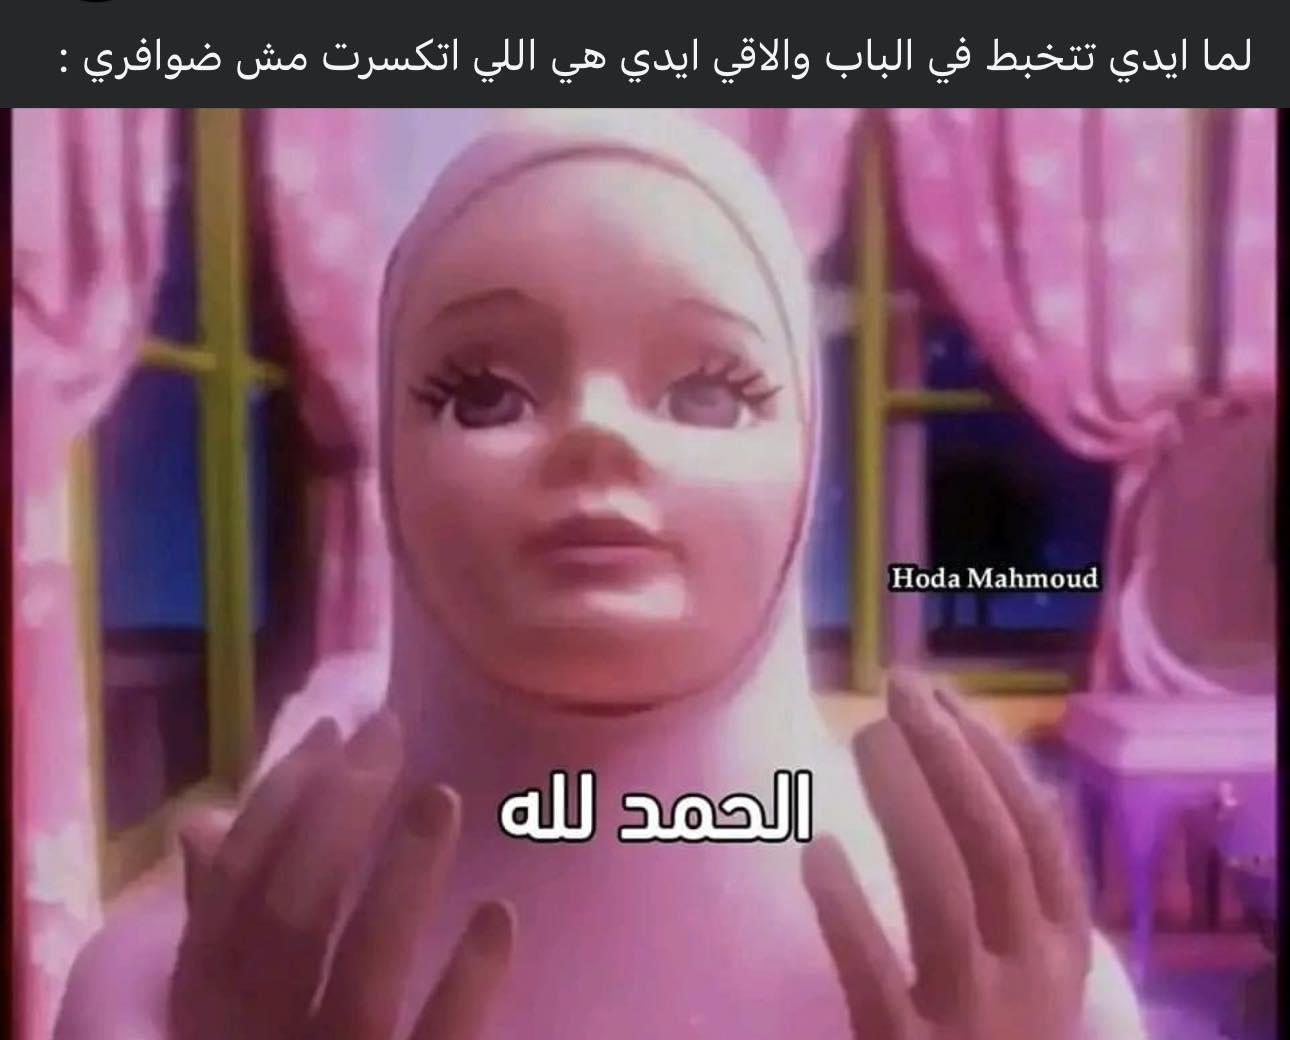 لما ايدي تتخبط في الباب والاقي ايدي هي اللي اتكسرت مش ضوافري :
Hoda Mahmoud
الحمد لله